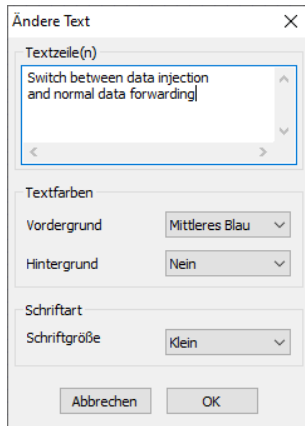 Ändere Text
Textzeile(n)
Switch between data injection
and normal data forwarding
Textfarben
Vordergrund Mittleres Blau
Hintergrund Nein
Schriftart
Schriftgröße Klein
Abbrechen OK